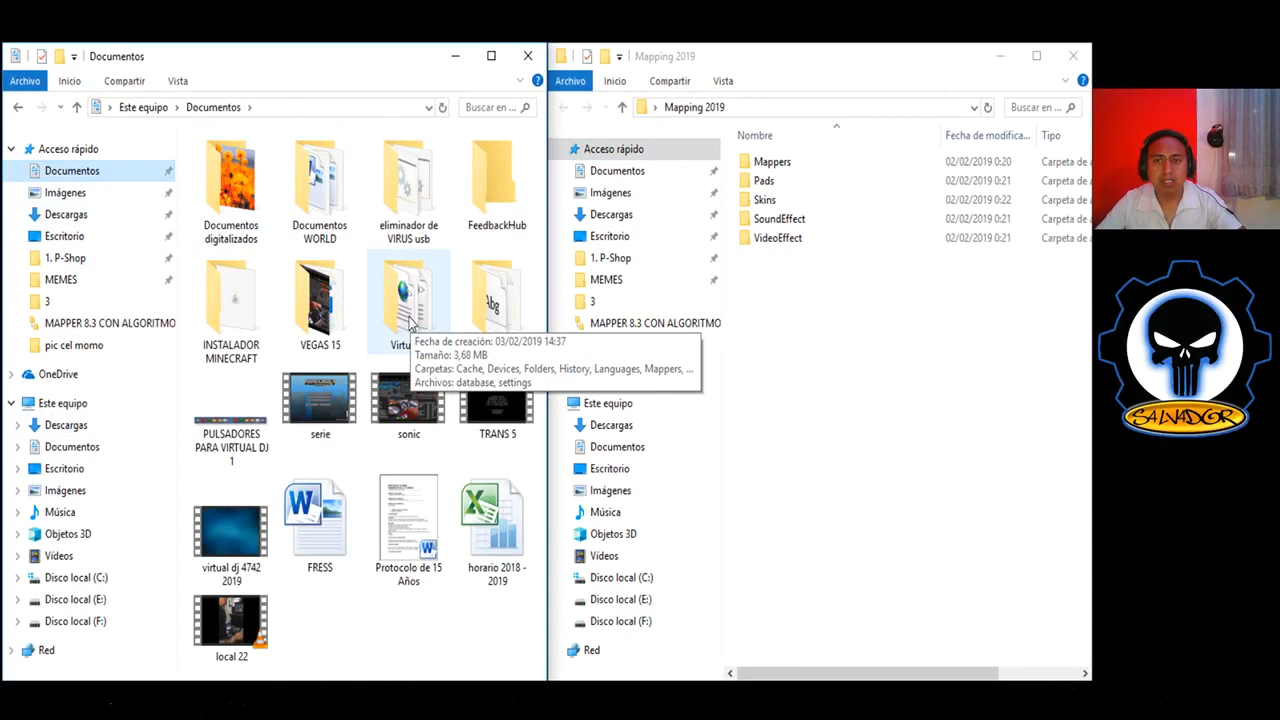 Documentos
Archivo
Inicio
Compartir
Vista
Este equipo
Documentos
Buscar en ...
Acceso rápido
Documentos
Imágenes
Descargas
Escritorio
1. P-Shop
MEMES
3
MAPPER 8.3 CON ALGORITMO
pic cel momo
OneDrive
Este equipo
Descargas
Documentos
Escritorio
Imágenes
Música
Objetos 3D
Vídeos
Disco local (C:)
Disco local (E:)
Disco local (F:)
Red
Documentos
digitalizados
Documentos
WORLD
eliminador de
VIRUS usb
FeedbackHub
INSTALADOR
MINECRAFT
VEGAS 15
Virtu
Abg
Fecha de creación: 03/02/2019 14:37
Tamaño: 3,68 MB
Carpetas: Cache, Devices, Folders, History, Languages, Mappers, ...
Archivos: database, settings
PULSADORES
PARA VIRTUAL DJ
1
serie
sonic
TRANS 5
virtual dj 4742
2019
FRESS
Protocolo de 15
Años
horario 2018 -
2019
local 22
Mapping 2019
Archivo
Inicio
Compartir
Vista
Mapping 2019
Buscar en ...
Acceso rápido
Documentos
Imágenes
Descargas
Escritorio
1. P-Shop
MEMES
3
MAPPER 8.3 CON ALGORITMO
Este equipo
Descargas
Documentos
Escritorio
Imágenes
Música
Objetos 3D
Vídeos
Disco local (C:)
Disco local (E:)
Disco local (F:)
Red
Nombre
Fecha de modifica...
Tipo
Mappers
02/02/2019 0:20
Carpeta de a
Pads
02/02/2019 0:21
Carpeta de a
Skins
02/02/2019 0:22
Carpeta de a
SoundEffect
02/02/2019 0:21
Carpeta de a
VideoEffect
02/02/2019 0:21
Carpeta de a
SALVADOR